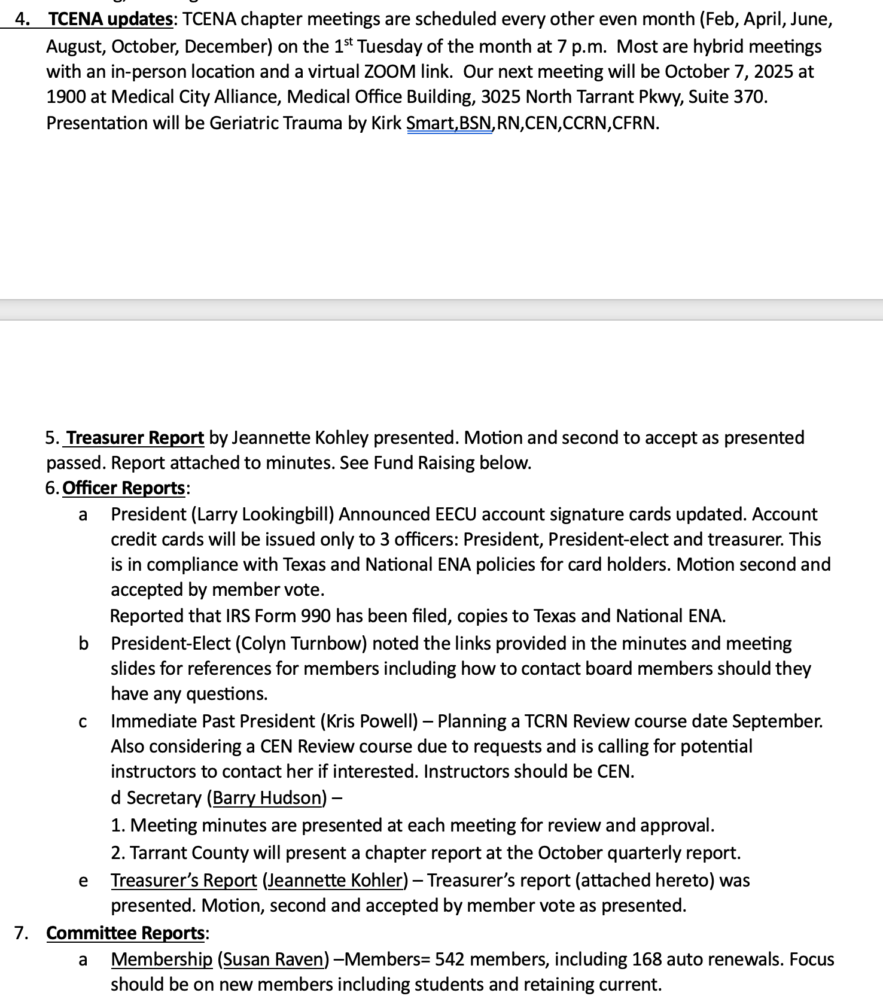 4. TCENA updates: TCENA chapter meetings are scheduled every other even month (Feb, April, June,
August, October, December) on the 1st Tuesday of the month at 7 p.m.  Most are hybrid meetings
with an in-person location and a virtual ZOOM link.  Our next meeting will be October 7, 2025 at
1900 at Medical City Alliance, Medical Office Building, 3025 North Tarrant Pkwy, Suite 370.
Presentation will be Geriatric Trauma by Kirk Smart,BSN,RN,CEN,CCRN,CFRN.
5. Treasurer Report by Jeannette Kohley presented. Motion and second to accept as presented
passed. Report attached to minutes. See Fund Raising below.
6. Officer Reports:
a President (Larry Lookingbill) Announced EECU account signature cards updated. Account
credit cards will be issued only to 3 officers: President, President-elect and treasurer. This
is in compliance with Texas and National ENA policies for card holders. Motion second and
accepted by member vote.
Reported that IRS Form 990 has been filed, copies to Texas and National ENA.
b President-Elect (Colyn Turnbow) noted the links provided in the minutes and meeting
slides for references for members including how to contact board members should they
have any questions.
c Immediate Past President (Kris Powell) – Planning a TCRN Review course date September.
Also considering a CEN Review course due to requests and is calling for potential
instructors to contact her if interested. Instructors should be CEN.
d Secretary (Barry Hudson) –
1. Meeting minutes are presented at each meeting for review and approval.
2. Tarrant County will present a chapter report at the October quarterly report.
e Treasurer’s Report (Jeannette Kohler) – Treasurer’s report (attached hereto) was
presented. Motion, second and accepted by member vote as presented.
7. Committee Reports:
a Membership (Susan Raven) –Members= 542 members, including 168 auto renewals. Focus
should be on new members including students and retaining current.